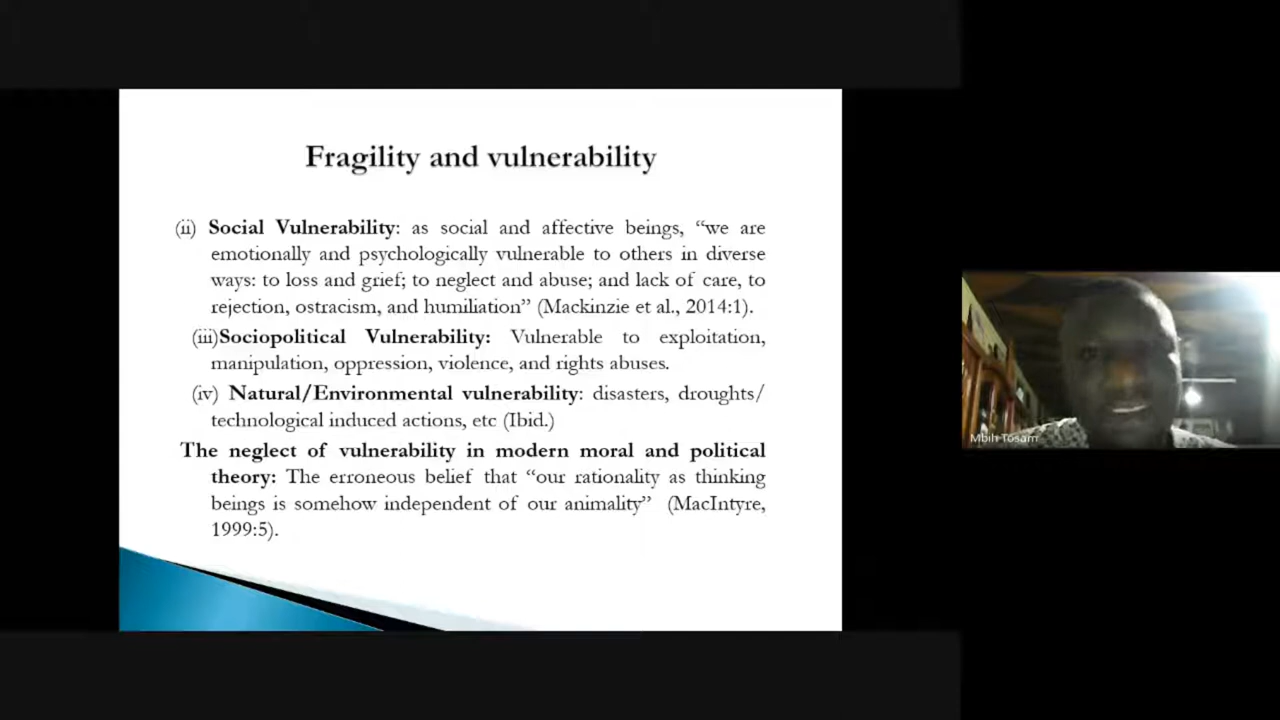 Fragility and vulnerability
(ii) Social Vulnerability: as social and affective beings, “we are
emotionally and psychologically vulnerable to others in diverse
ways: to loss and grief; to neglect and abuse; and lack of care, to
rejection, ostracism, and humiliation” (Mackinzie et al., 2014:1).
(iii)Sociopolitical Vulnerability: Vulnerable to exploitation,
manipulation, oppression, violence, and rights abuses.
(iv) Natural/Environmental vulnerability: disasters, droughts/
technological induced actions, etc (Ibid.)
The neglect of vulnerability in modern moral and political
theory: The erroneous belief that “our rationality as thinking
beings is somehow independent of our animality” (MacIntyre,
1999:5).
Mbih Tosam